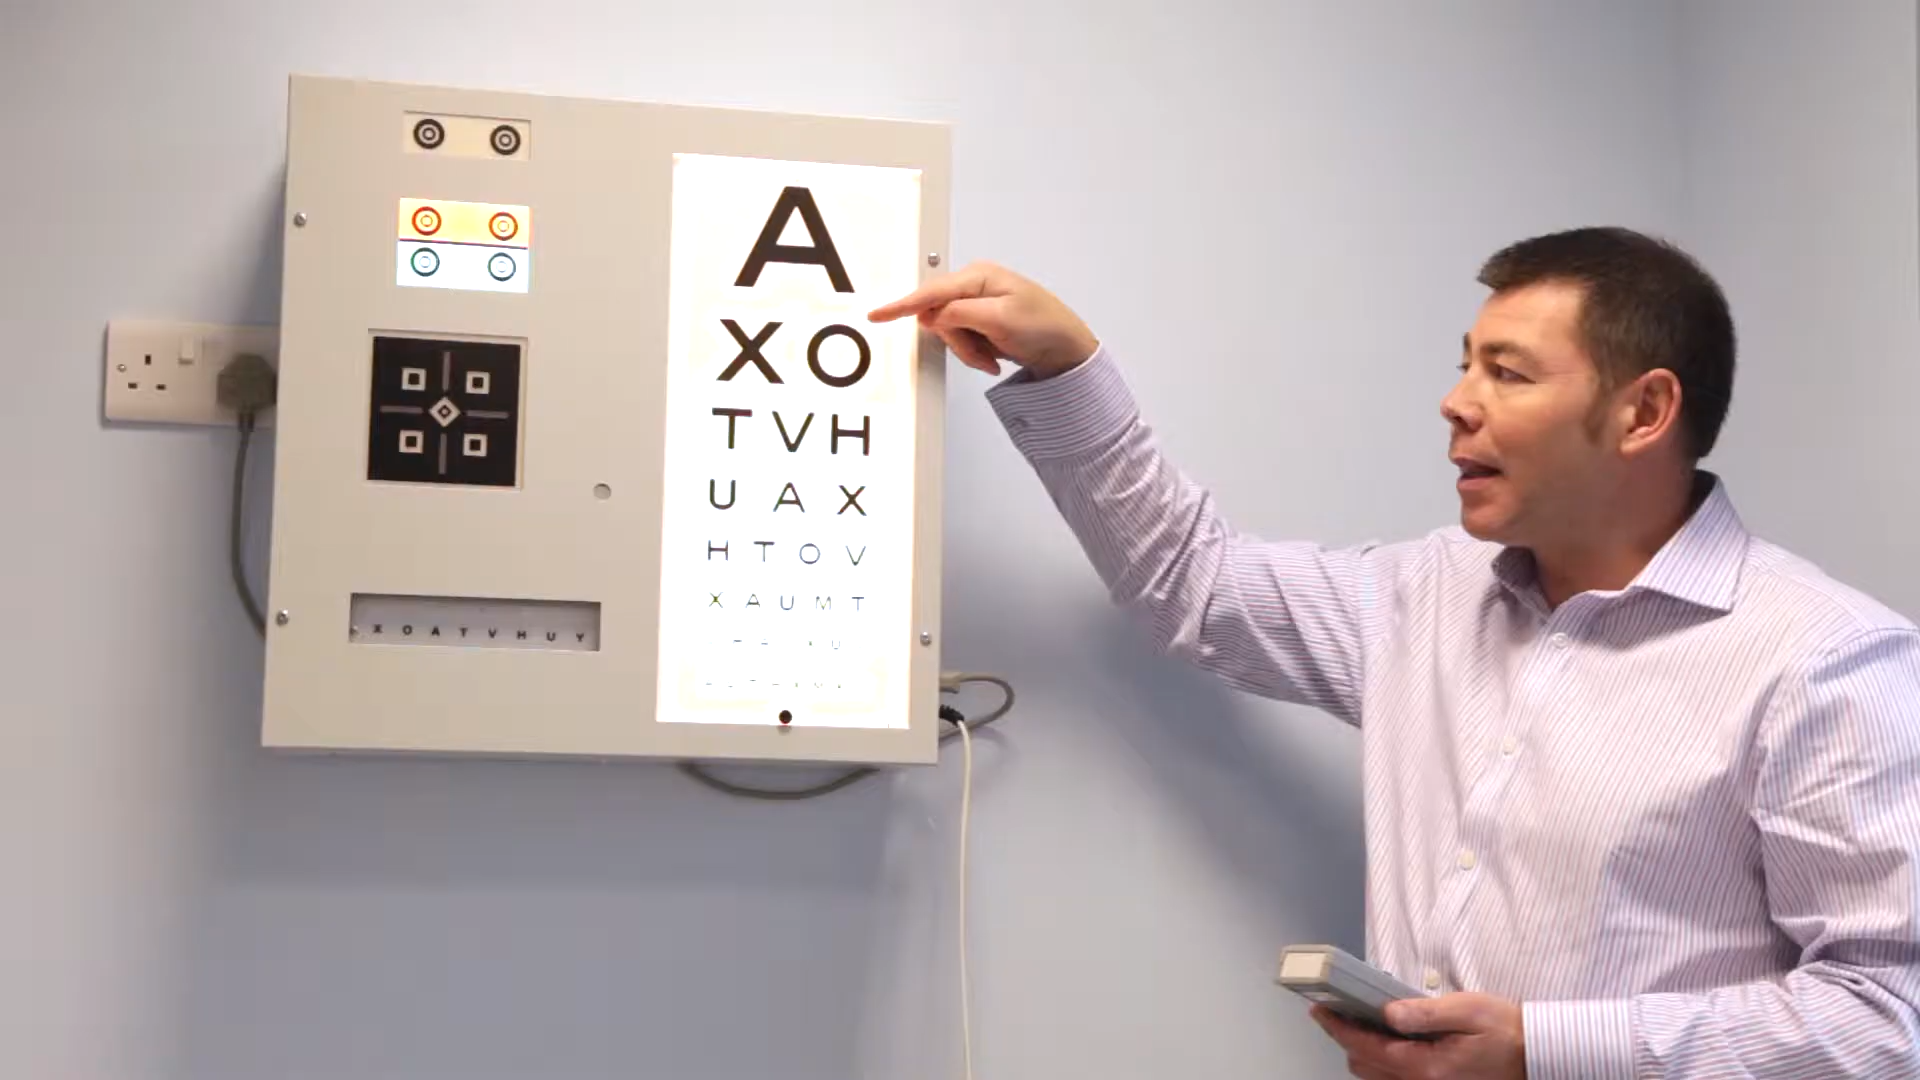 A
X O
T V H
U A X
H T O V
X A U M T
X O A T V H U Y